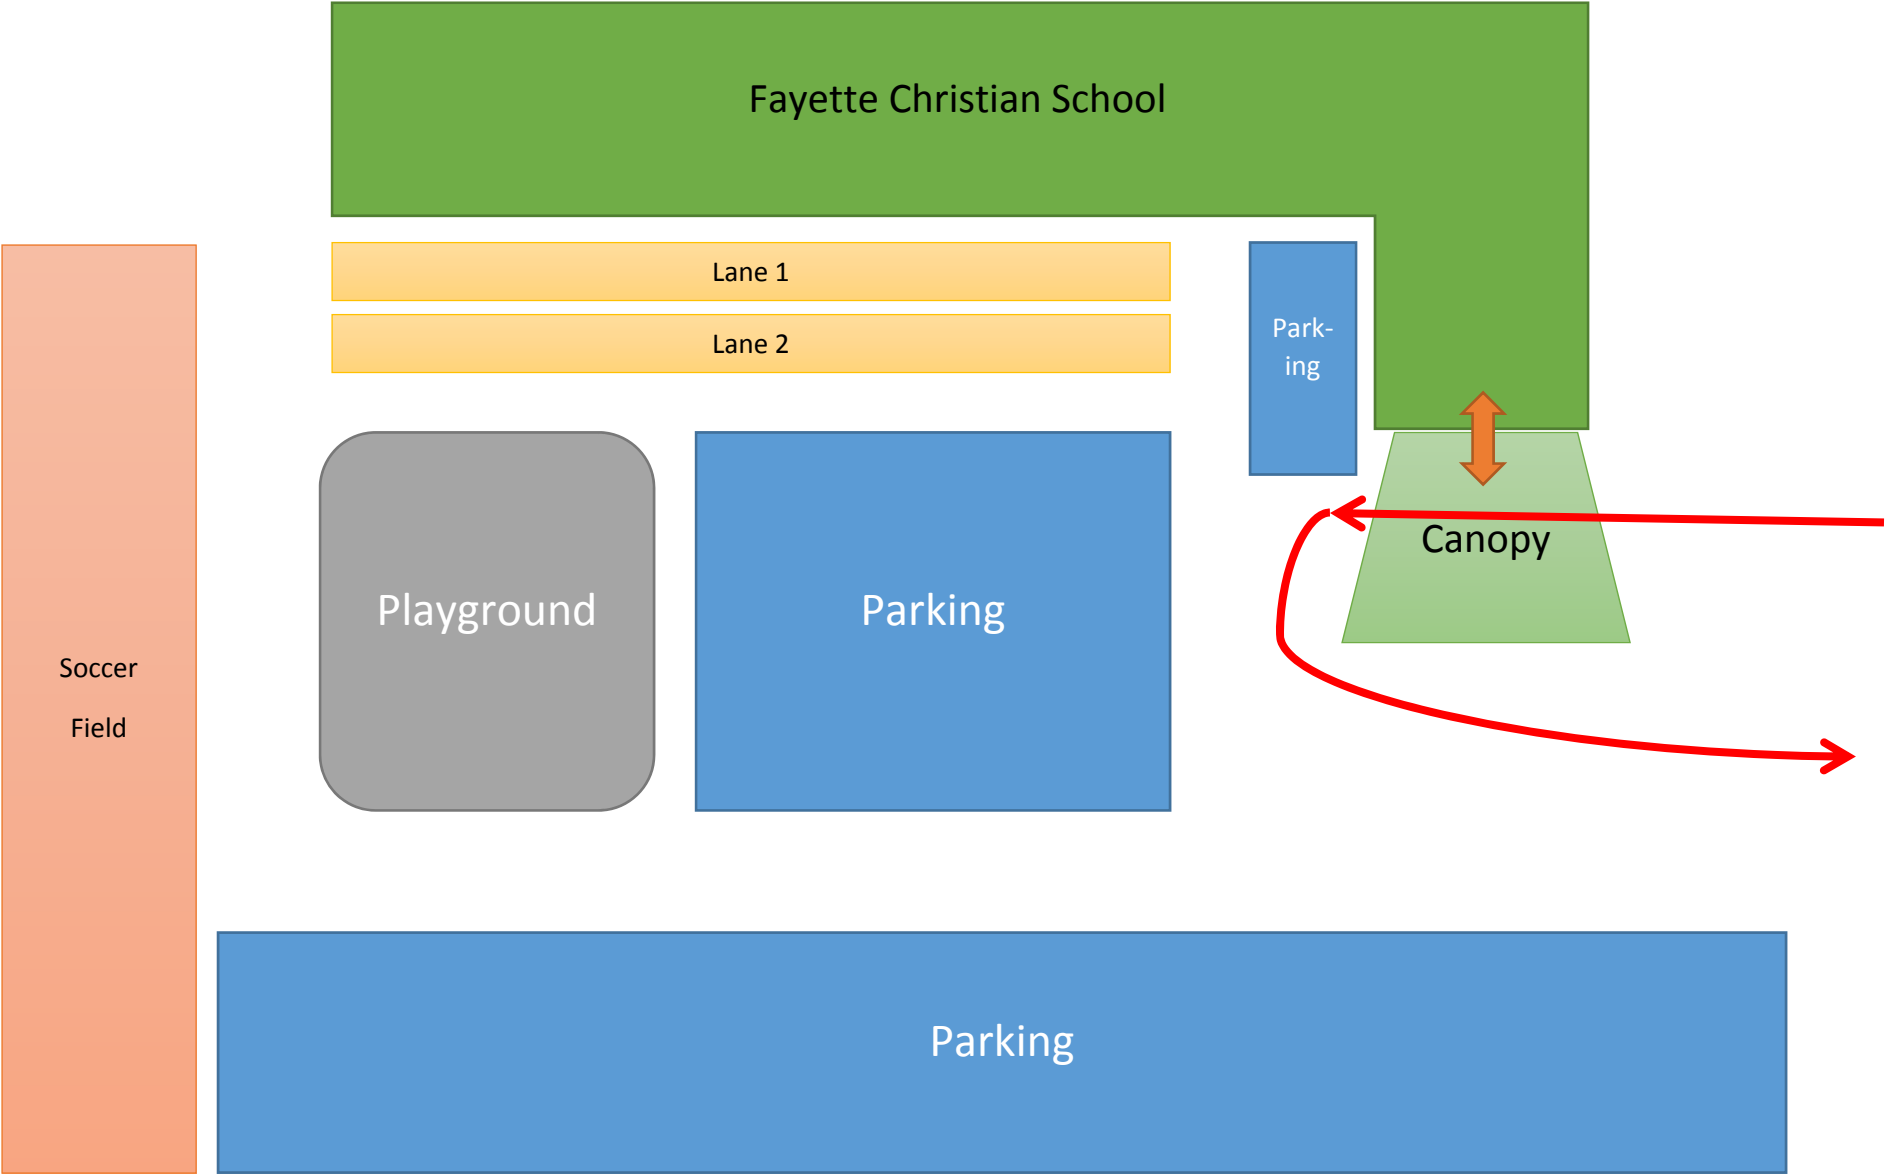 Fayette Christian School
Lane 1
Lane 2
Park-
ing
Canopy
Playground
Parking
Soccer
Field
Parking